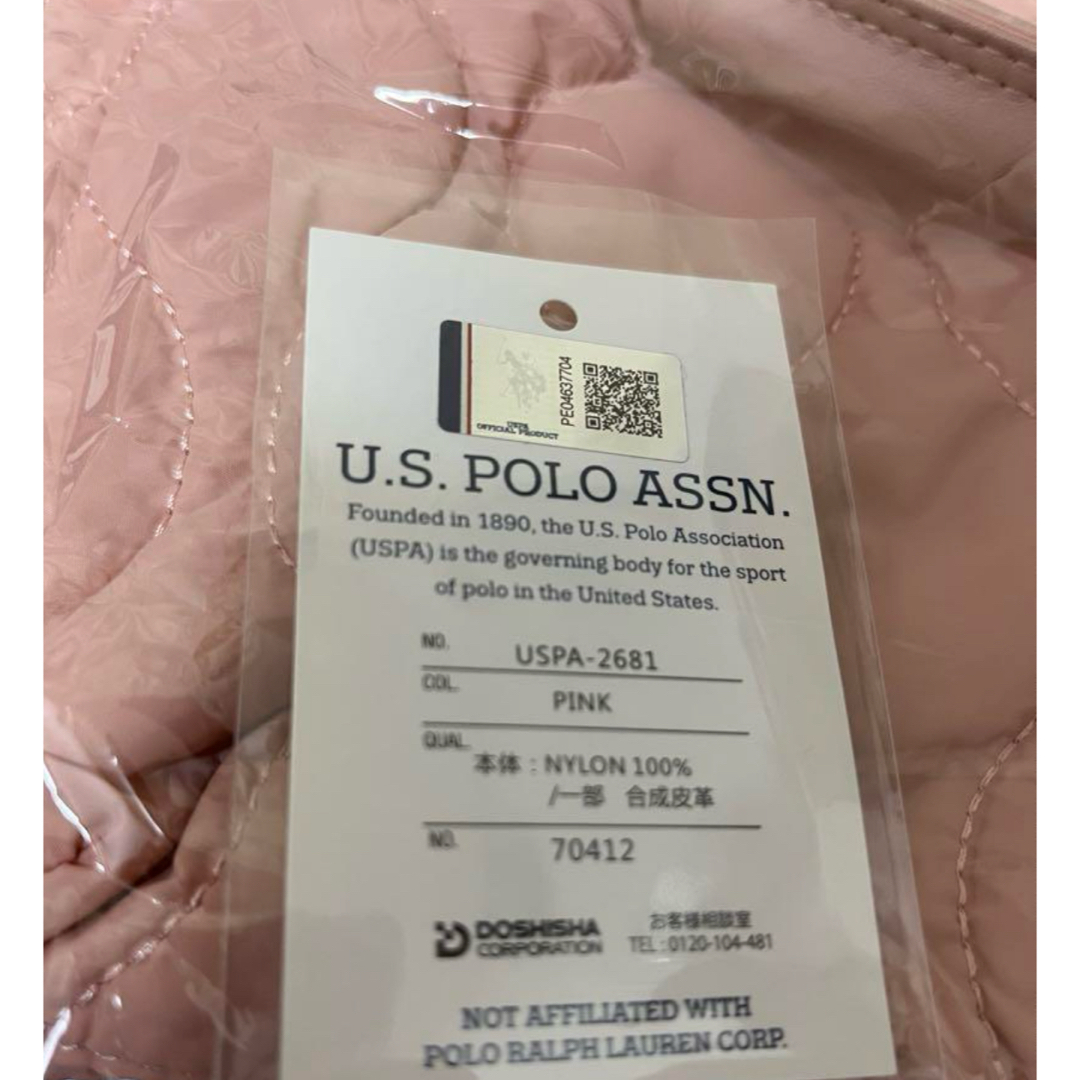 PE04637704
USPA
OFFICIAL PRODUCT
U.S. POLO ASSN.
Founded in 1890, the U.S. Polo Association
(USPA) is the governing body for the sport
of polo in the United States.
NO. USPA-2681
COL. PINK
QUAL. 本体：NYLON 100%
/一部 合成皮革
NO. 70412
DOSHISHA CORPORATION
お客様相談室
TEL:0120-104-481
NOT AFFILIATED WITH
POLO RALPH LAUREN CORP.